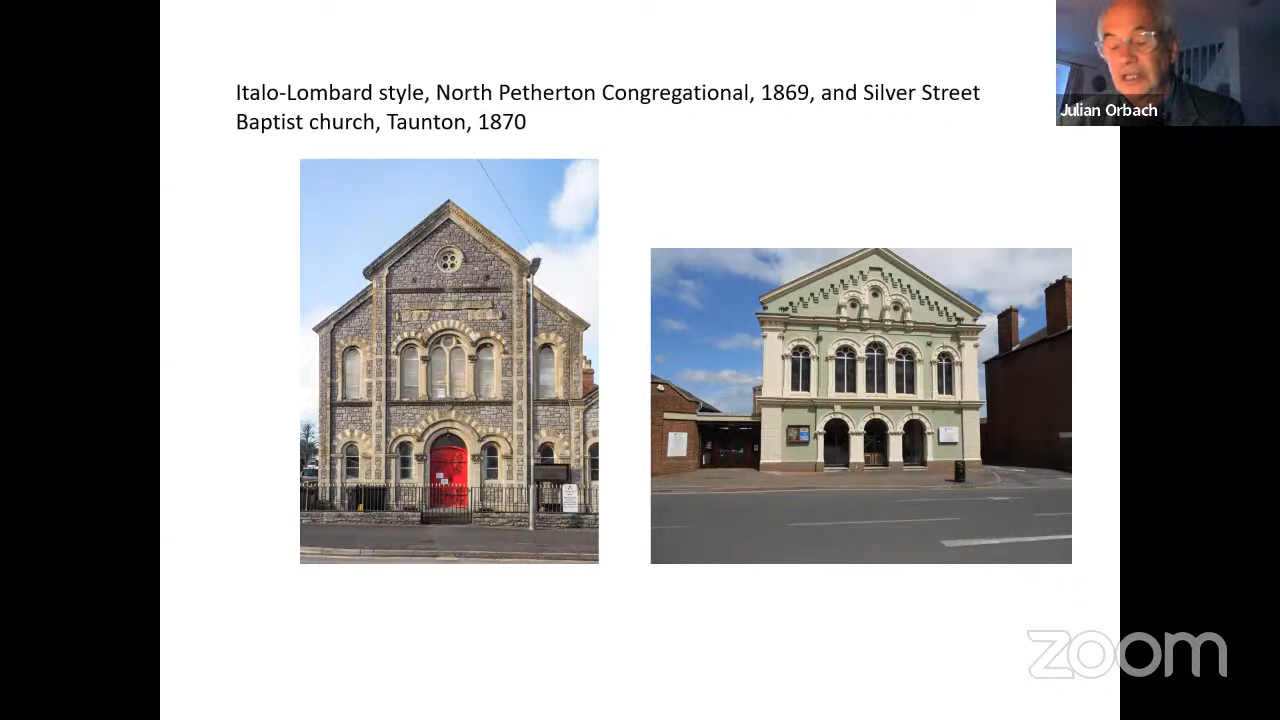 Italo-Lombard style, North Petherton Congregational, 1869, and Silver Street
Baptist church, Taunton, 1870
Julian Orbach
zoom